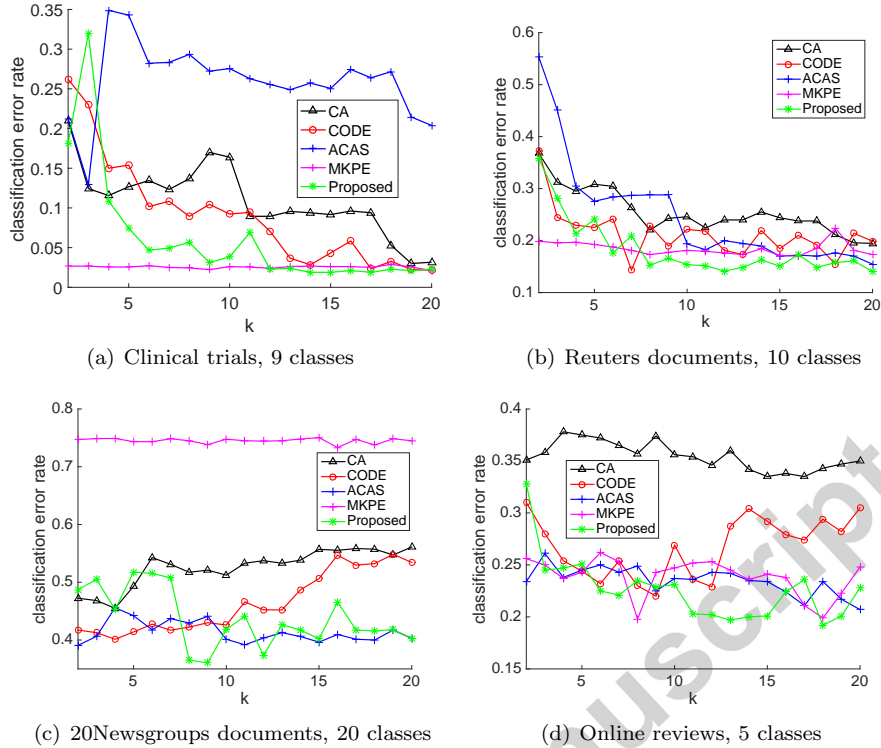 0.35
0.3
0.25
0.2
0.15
0.1
0.05
0
classification error rate
CA
CODE
ACAS
MKPE
Proposed
5
10
15
20
k
(a) Clinical trials, 9 classes
0.6
0.5
0.4
0.3
0.2
0.1
classification error rate
CA
CODE
ACAS
MKPE
Proposed
5
10
15
20
k
(b) Reuters documents, 10 classes
0.8
0.7
0.6
0.5
0.4
classification error rate
CA
CODE
ACAS
MKPE
Proposed
5
10
15
20
k
(c) 20Newsgroups documents, 20 classes
0.4
0.35
0.3
0.25
0.2
0.15
classification error rate
CA
CODE
ACAS
MKPE
Proposed
5
10
15
20
k
(d) Online reviews, 5 classes
uscript